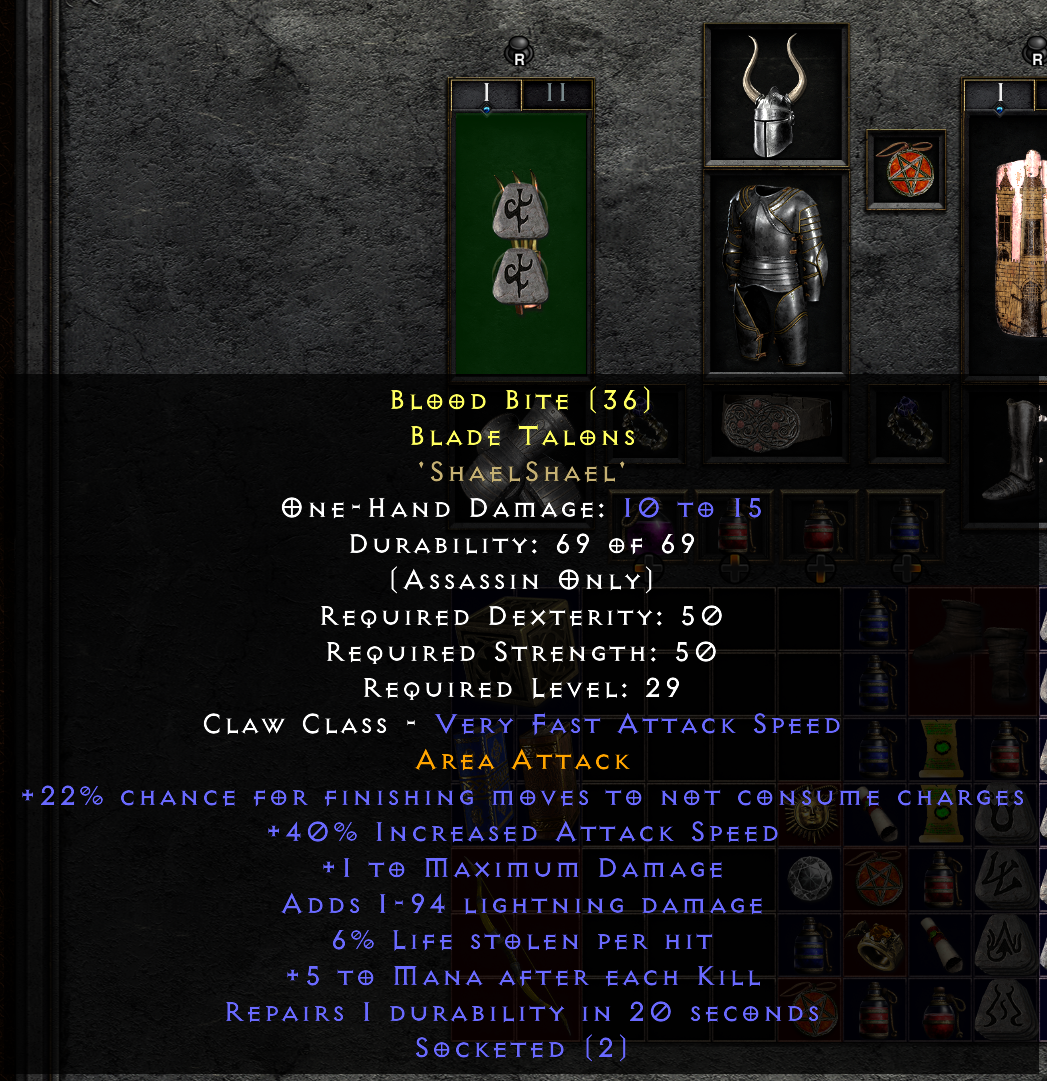 R
R
I II
I
Blood Bite (36)
Blade Talons
'ShaelShael'
One-Hand Damage: 10 to 15
Durability: 69 of 69
(Assassin Only)
Required Dexterity: 50
Required Strength: 50
Required Level: 29
Claw Class - Very Fast Attack Speed
Area Attack
+22% chance for finishing moves to not consume charges
+40% Increased Attack Speed
+1 to Maximum Damage
Adds 1-94 lightning damage
6% Life stolen per hit
+5 to Mana after each Kill
Repairs 1 durability in 20 seconds
Socketed (2)